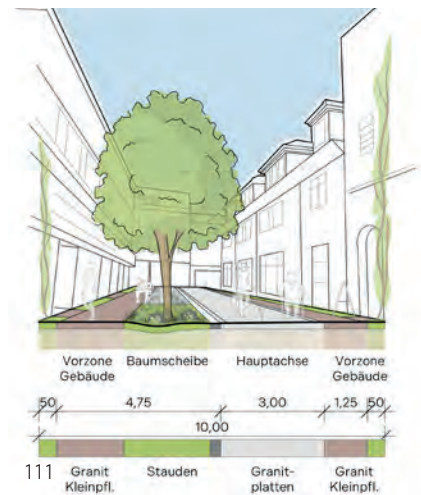 Vorzone Baumscheibe Hauptachse Vorzone
Gebäude Gebäude
50 4,75 3,00 1,25 50
10,00
111 Granit Stauden Granit- Granit
Kleinpfl. platten Kleinpfl.